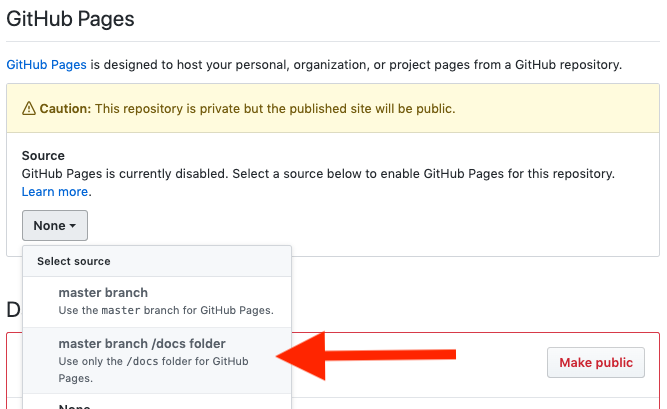 GitHub Pages
GitHub Pages is designed to host your personal, organization, or project pages from a GitHub repository.
Caution: This repository is private but the published site will be public.
Source
GitHub Pages is currently disabled. Select a source below to enable GitHub Pages for this repository.
Learn more.
None
Select source
master branch
Use the master branch for GitHub Pages.
D
master branch /docs folder
Use only the /docs folder for GitHub
Pages.
Make public
None